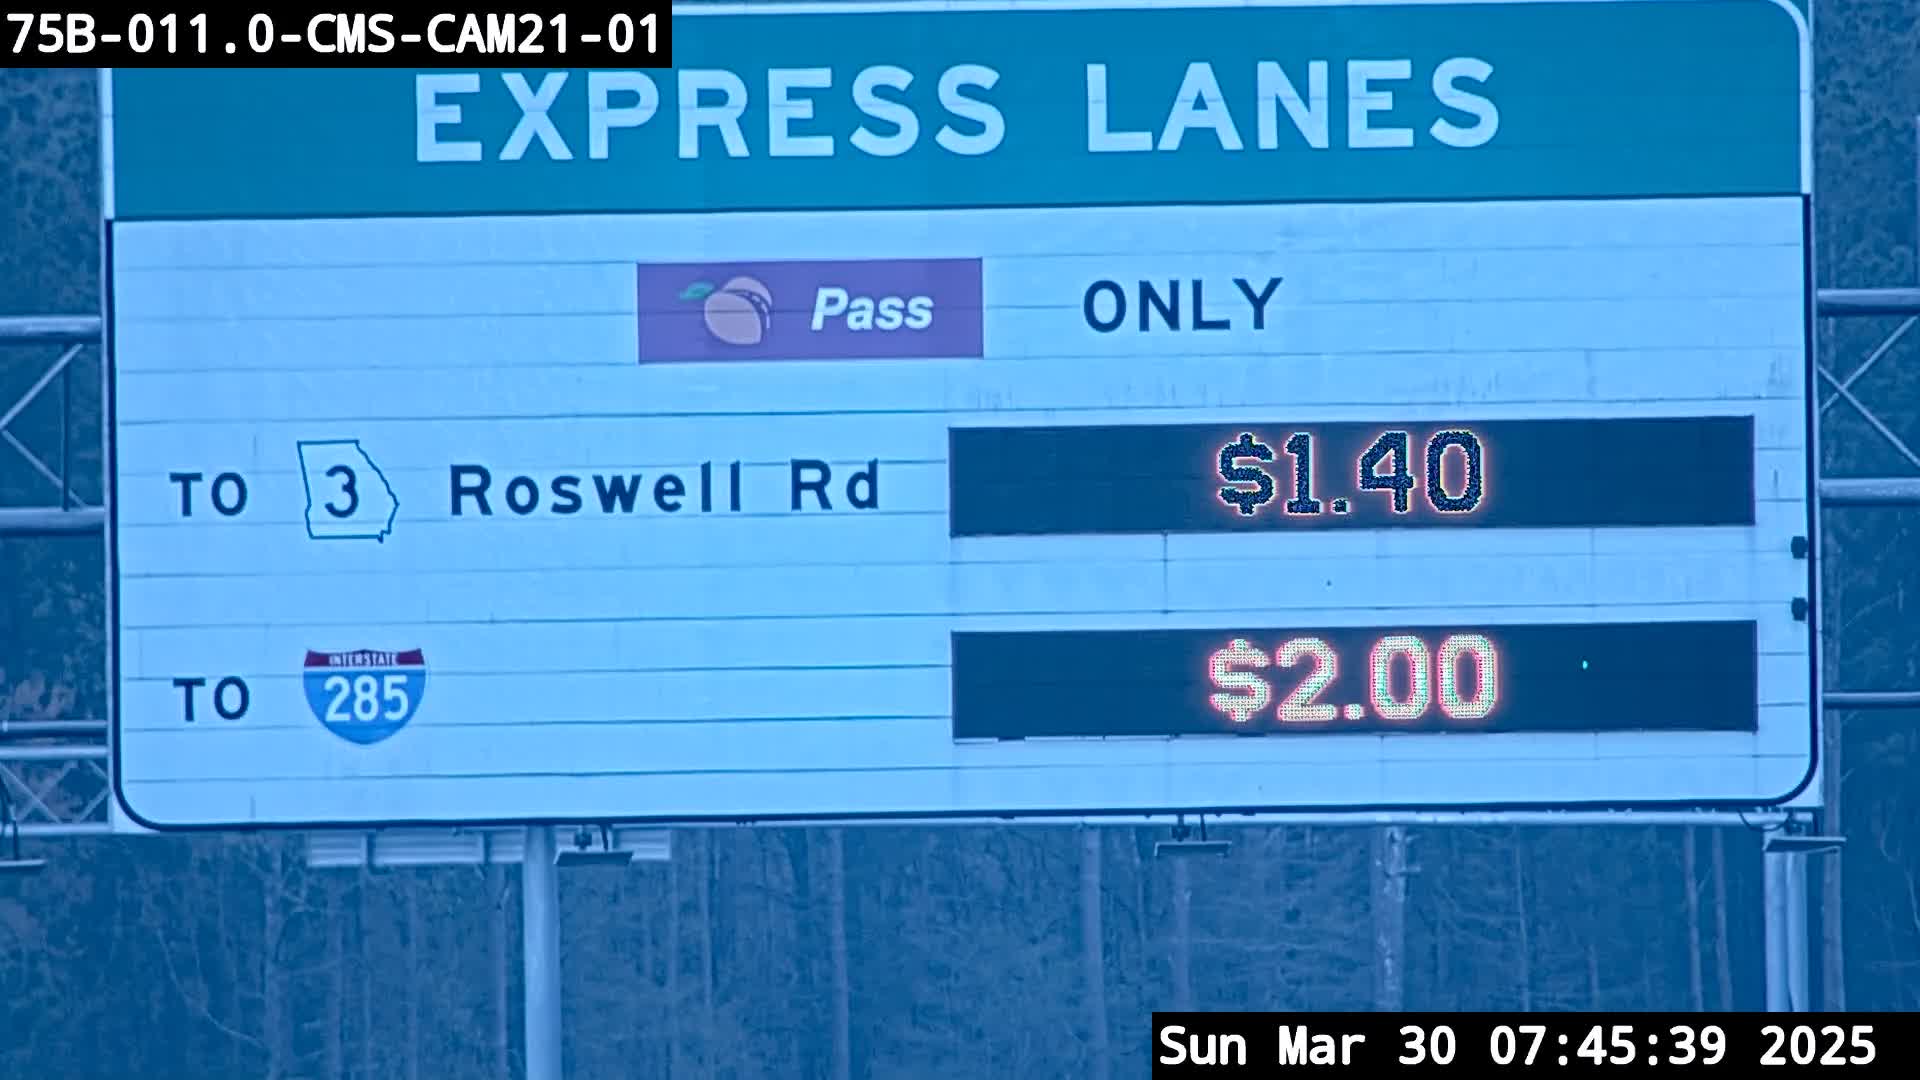 75B-011.0-CMS-CAM21-01
EXPRESS LANES
Pass ONLY
TO 3 Roswell Rd $1.40
TO INTERSTATE 285 $2.00
Sun Mar 30 07:45:39 2025